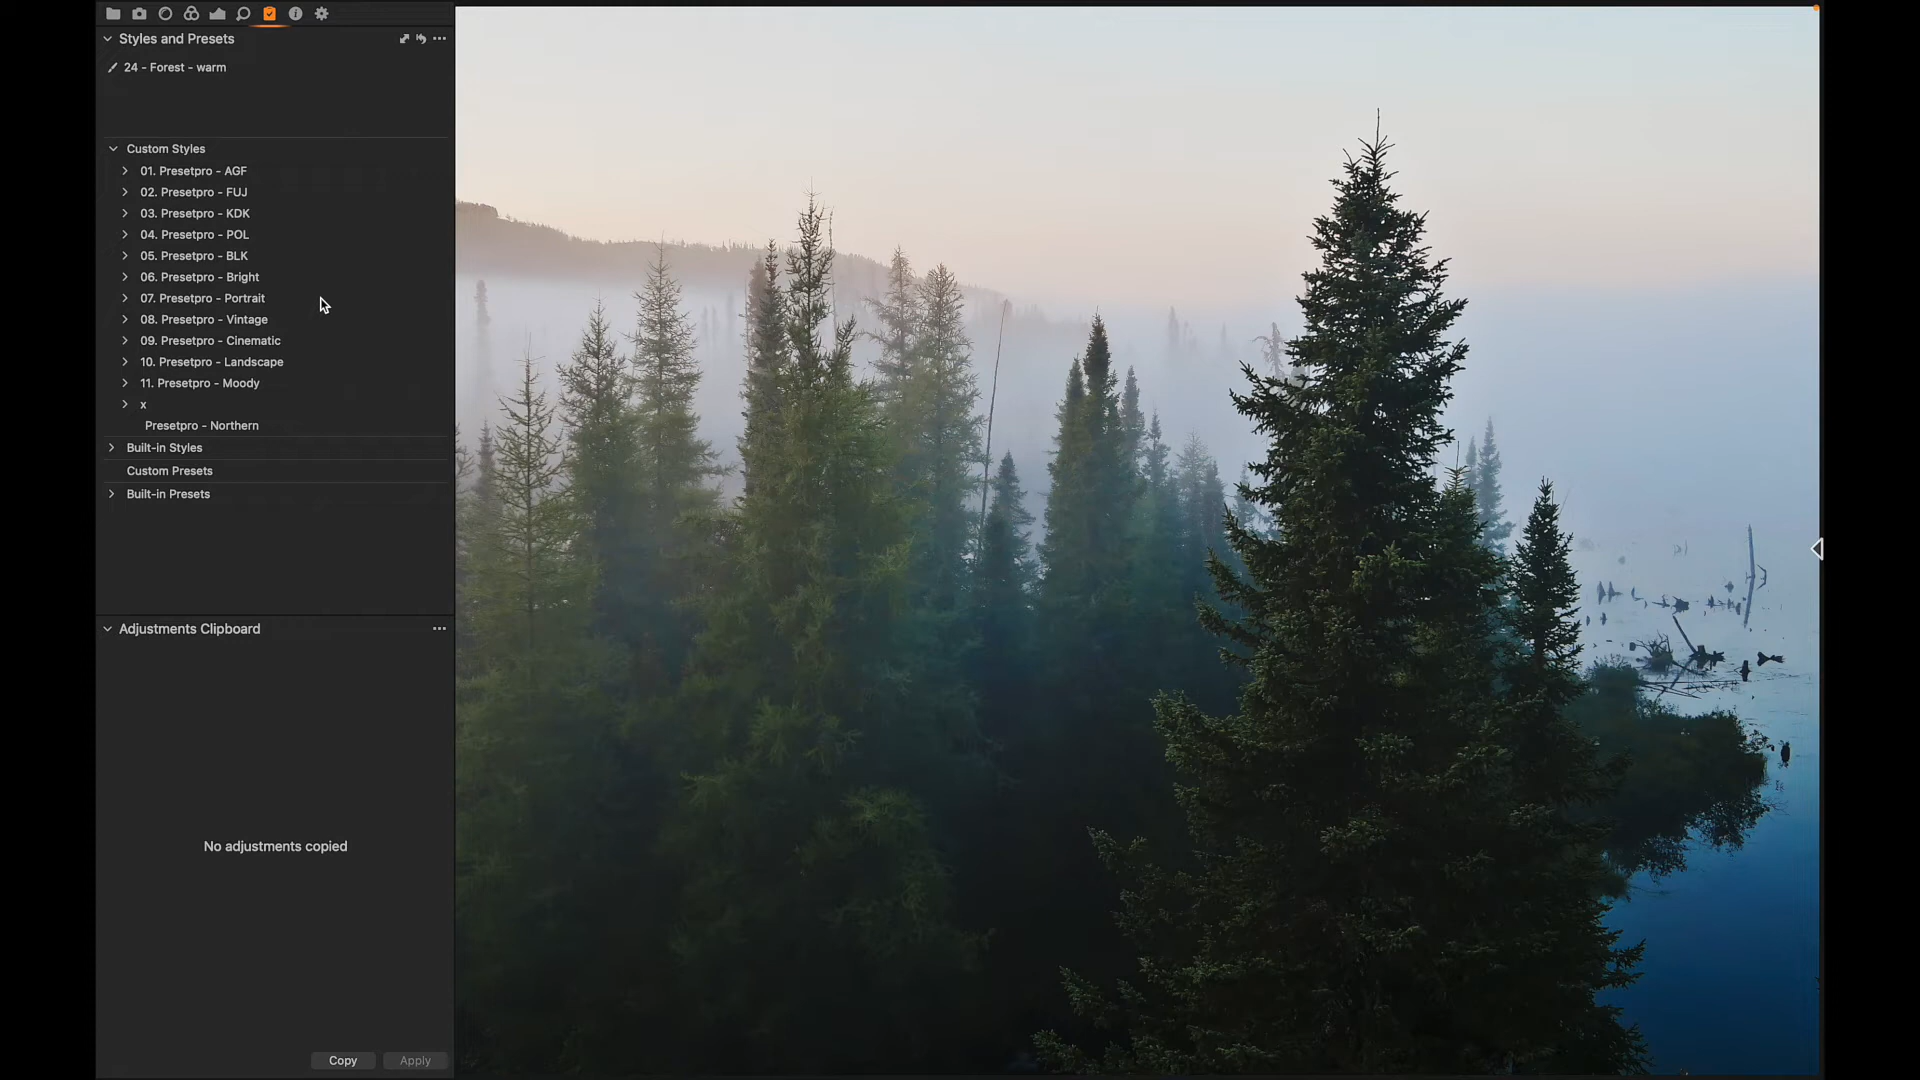 Styles and Presets
24 - Forest - warm
Custom Styles
01. Presetpro - AGF
02. Presetpro - FUJ
03. Presetpro - KDK
04. Presetpro - POL
05. Presetpro - BLK
06. Presetpro - Bright
07. Presetpro - Portrait
08. Presetpro - Vintage
09. Presetpro - Cinematic
10. Presetpro - Landscape
11. Presetpro - Moody
x
Presetpro - Northern
Built-in Styles
Custom Presets
Built-in Presets
Adjustments Clipboard
No adjustments copied
Copy Apply